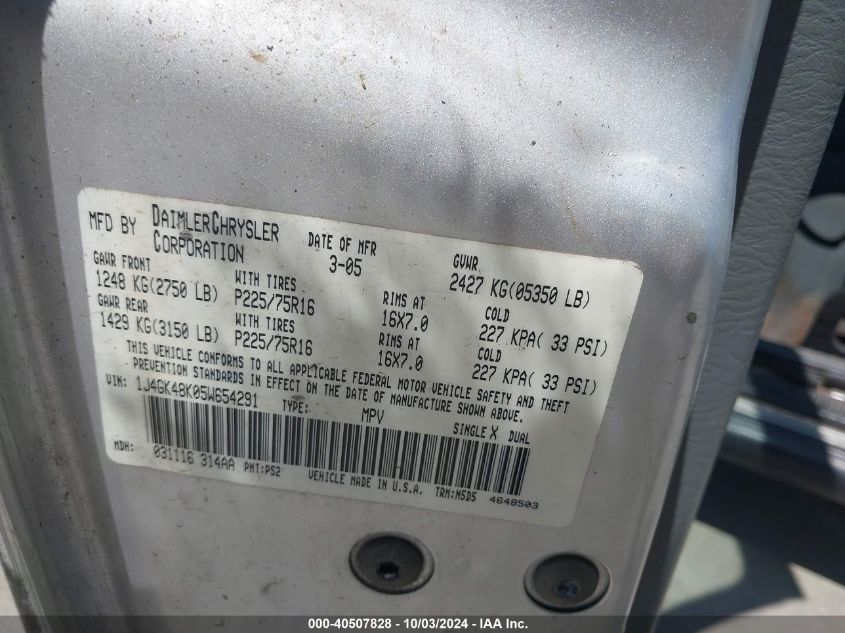 MFD BY DAIMLERCHRYSLER CORPORATION
DATE OF MFR 3-05
GVWR 2427 KG(05350 LB)
GAWR FRONT WITH TIRES RIMS AT COLD
1248 KG(2750 LB) P225/75R16 16X7.0 227 KPA( 33 PSI)
GAWR REAR WITH TIRES RIMS AT COLD
1429 KG(3150 LB) P225/75R16 16X7.0 227 KPA( 33 PSI)
THIS VEHICLE CONFORMS TO ALL APPLICABLE FEDERAL MOTOR VEHICLE SAFETY AND THEFT
PREVENTION STANDARDS IN EFFECT ON THE DATE OF MANUFACTURE SHOWN ABOVE.
VIN: 1J4GK48K05W654291 TYPE: MPV SINGLE X DUAL
MDH: 031116 314AA PNT:PS2 VEHICLE MADE IN U.S.A. TRM:N5D5 4648503
000-40507828 - 10/03/2024 - IAA Inc.